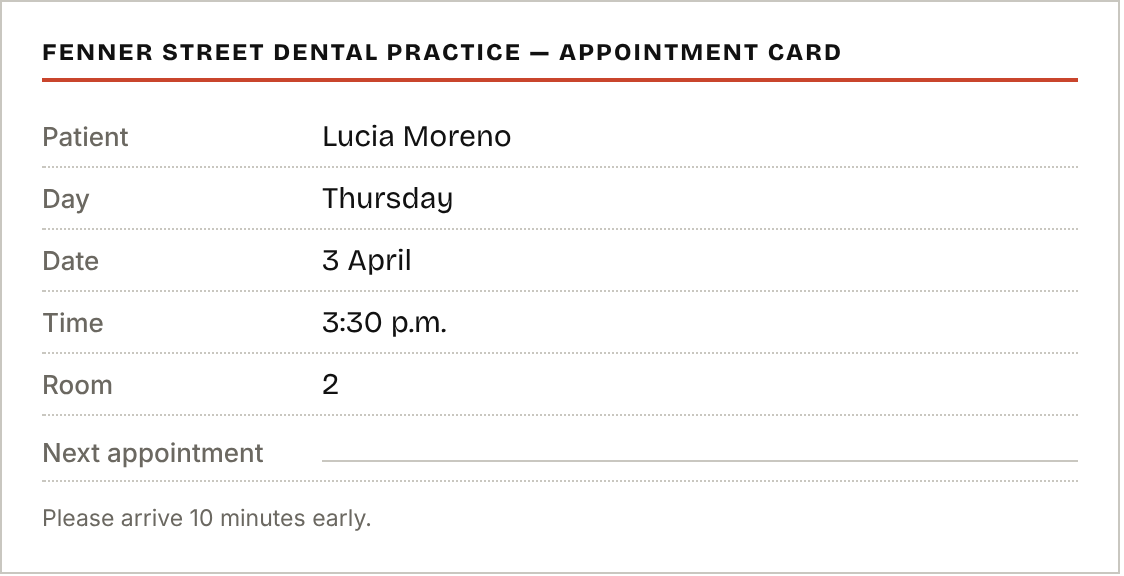 FENNER STREET DENTAL PRACTICE — APPOINTMENT CARD
Patient Lucia Moreno
Day Thursday
Date 3 April
Time 3:30 p.m.
Room 2
Next appointment
Please arrive 10 minutes early.